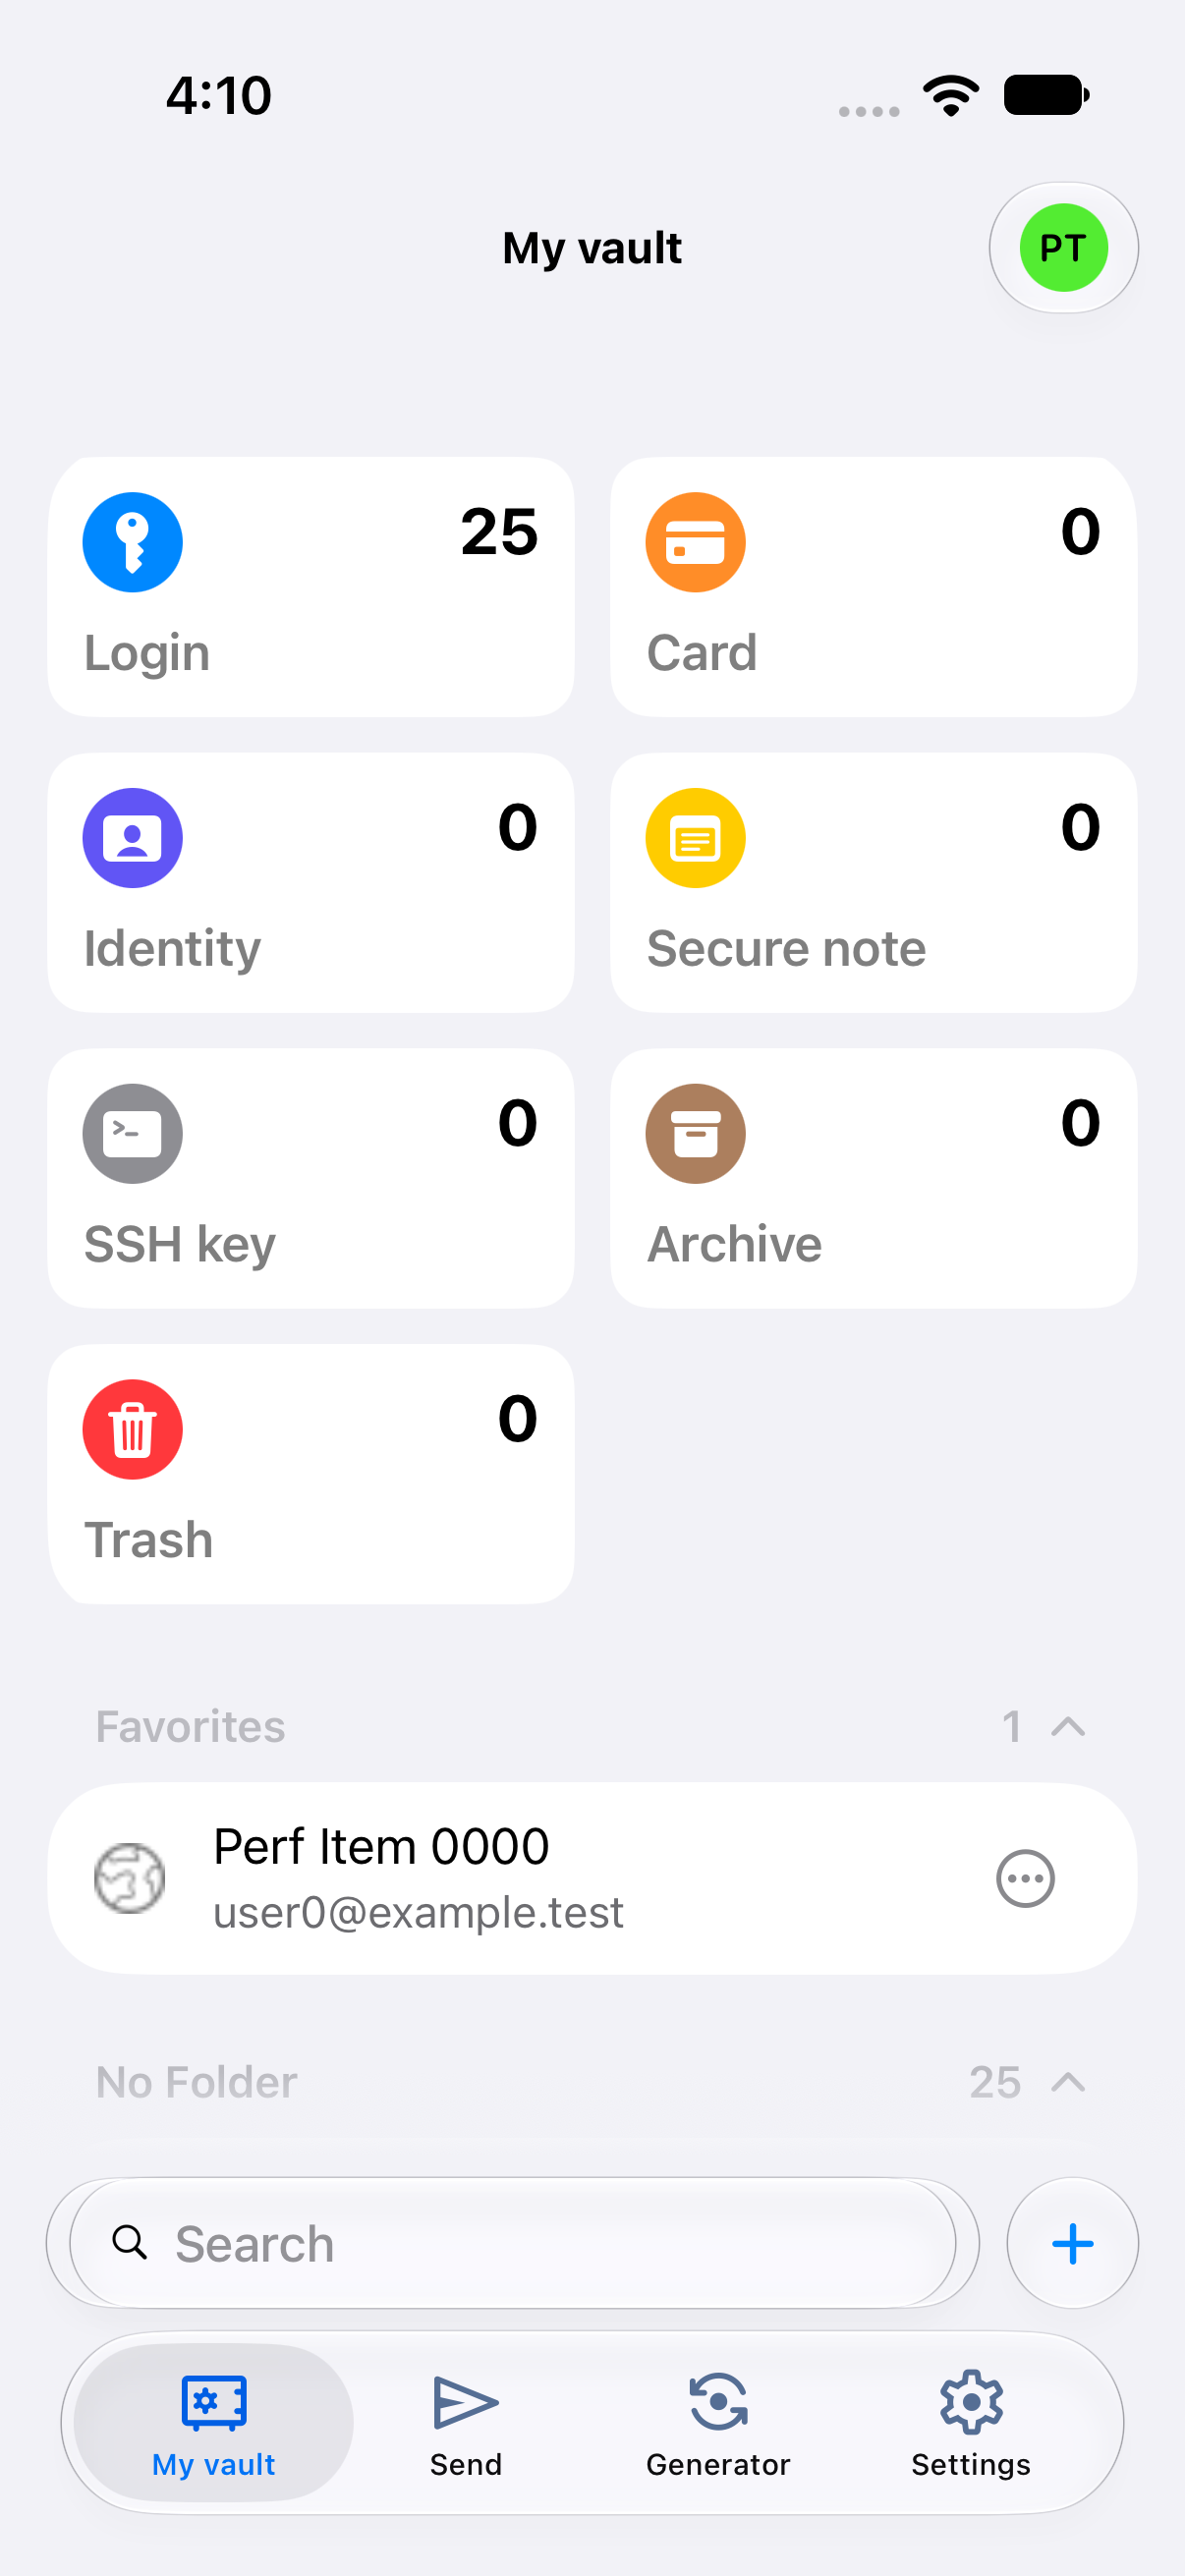 4:10
My vault
PT
25
Login
0
Card
0
Identity
0
Secure note
0
SSH key
0
Archive
0
Trash
Favorites 1
Perf Item 0000
user0@example.test
No Folder 25
Search
My vault
Send
Generator
Settings